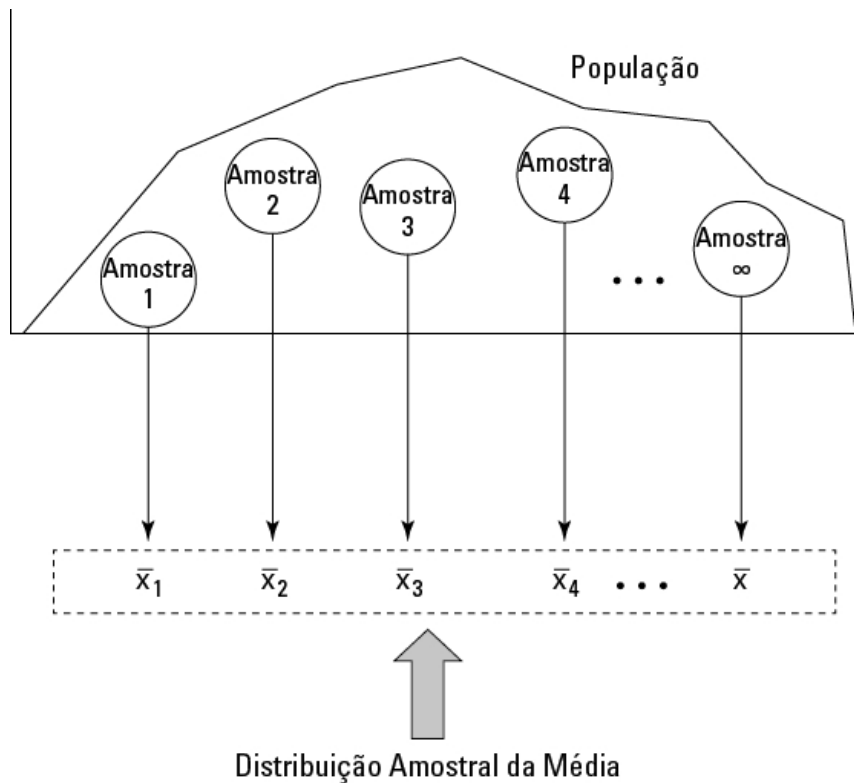 População
Amostra
1
Amostra
2
Amostra
3
Amostra
4
• • •
Amostra
∞
x̄₁ x̄₂ x̄₃ x̄₄ • • • x̄
Distribuição Amostral da Média